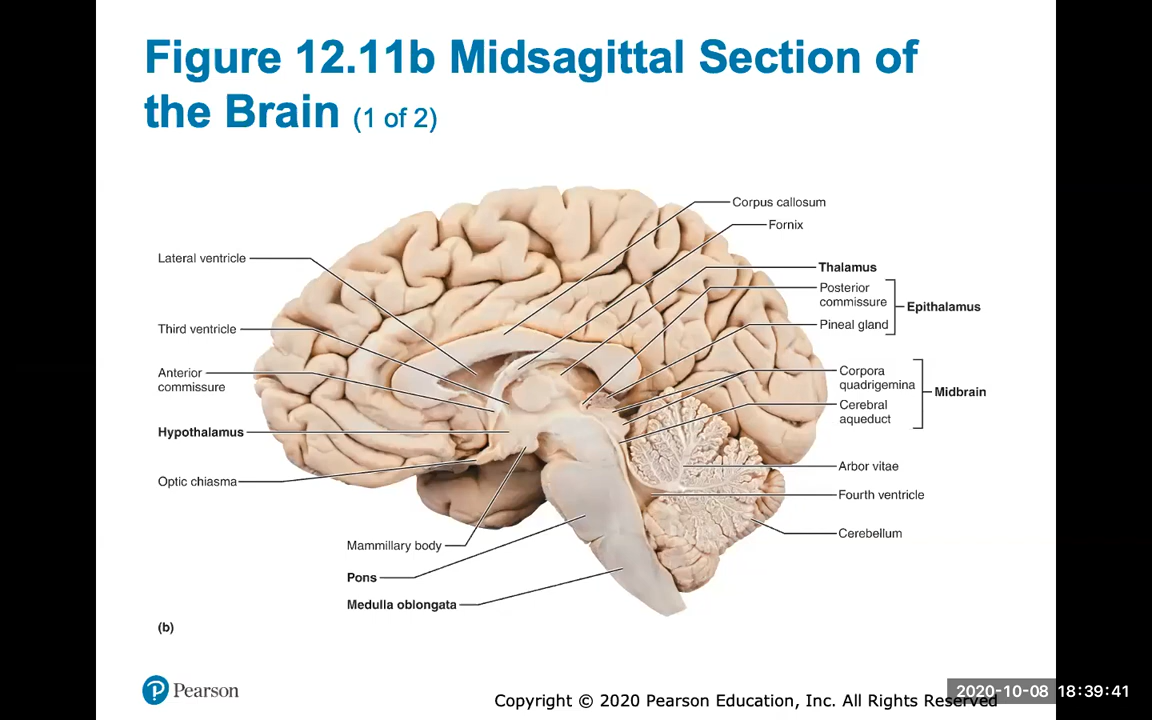 Figure 12.11b Midsagittal Section of
the Brain (1 of 2)
Corpus callosum
Fornix
Lateral ventricle
Thalamus
Posterior
commissure
Epithalamus
Pineal gland
Third ventricle
Anterior
commissure
Corpora
quadrigemina
Midbrain
Cerebral
aqueduct
Hypothalamus
Arbor vitae
Optic chiasma
Fourth ventricle
Cerebellum
Mammillary body
Pons
Medulla oblongata
(b)
P Pearson
Copyright © 2020 Pearson Education, Inc. All Rights Reserved
2020-10-08 18:39:41